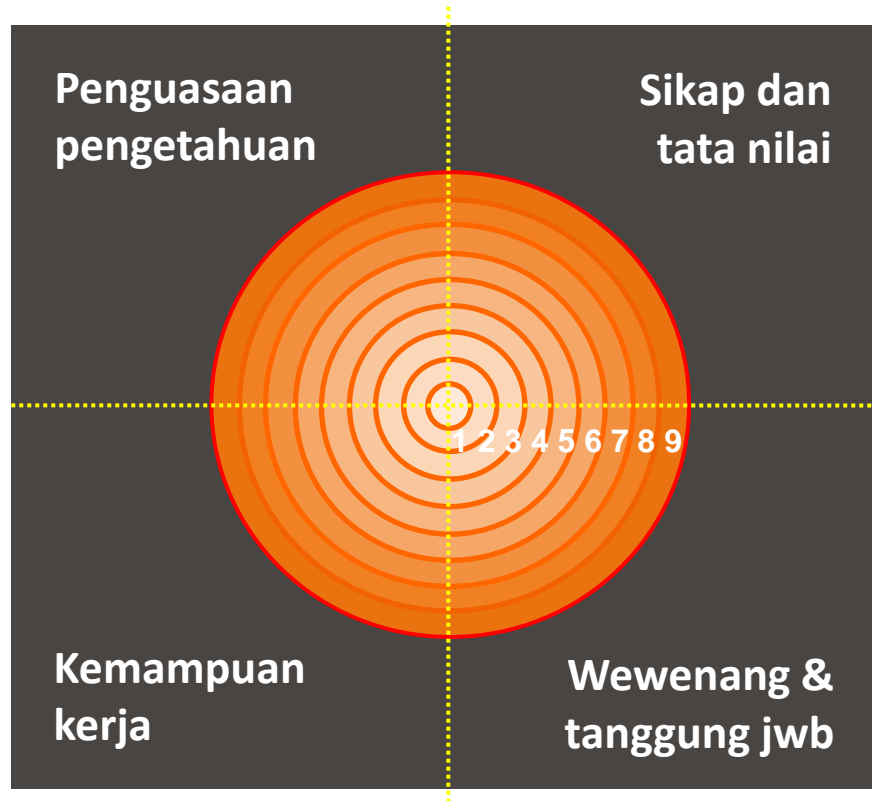 Penguasaan
pengetahuan
Sikap dan
tata nilai
1 2 3 4 5 6 7 8 9
Kemampuan
kerja
Wewenang &
tanggung jwb